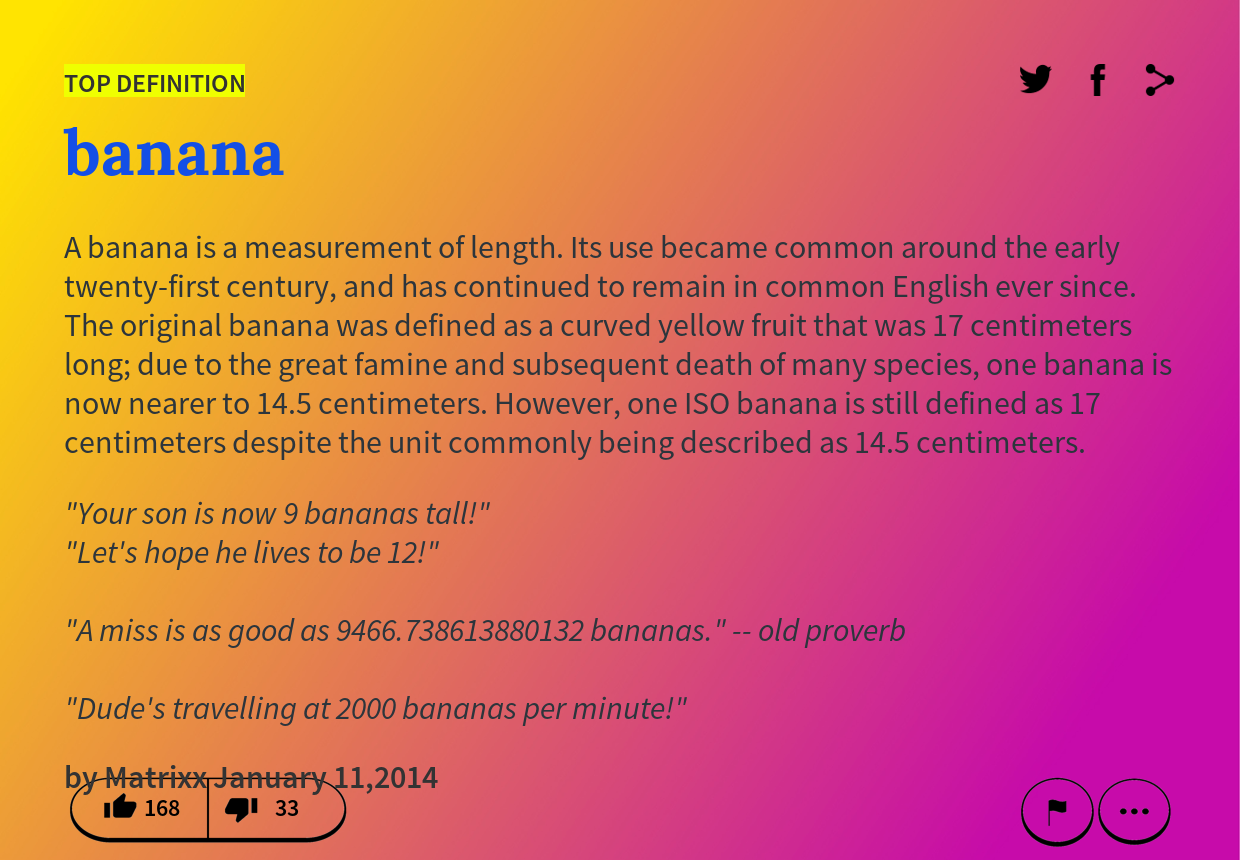 TOP DEFINITION
banana
A banana is a measurement of length. Its use became common around the early
twenty-first century, and has continued to remain in common English ever since.
The original banana was defined as a curved yellow fruit that was 17 centimeters
long; due to the great famine and subsequent death of many species, one banana is
now nearer to 14.5 centimeters. However, one ISO banana is still defined as 17
centimeters despite the unit commonly being described as 14.5 centimeters.
"Your son is now 9 bananas tall!"
"Let's hope he lives to be 12!"
"A miss is as good as 9466.738613880132 bananas." -- old proverb
"Dude's travelling at 2000 bananas per minute!"
by Matrixx January 11,2014
168 33